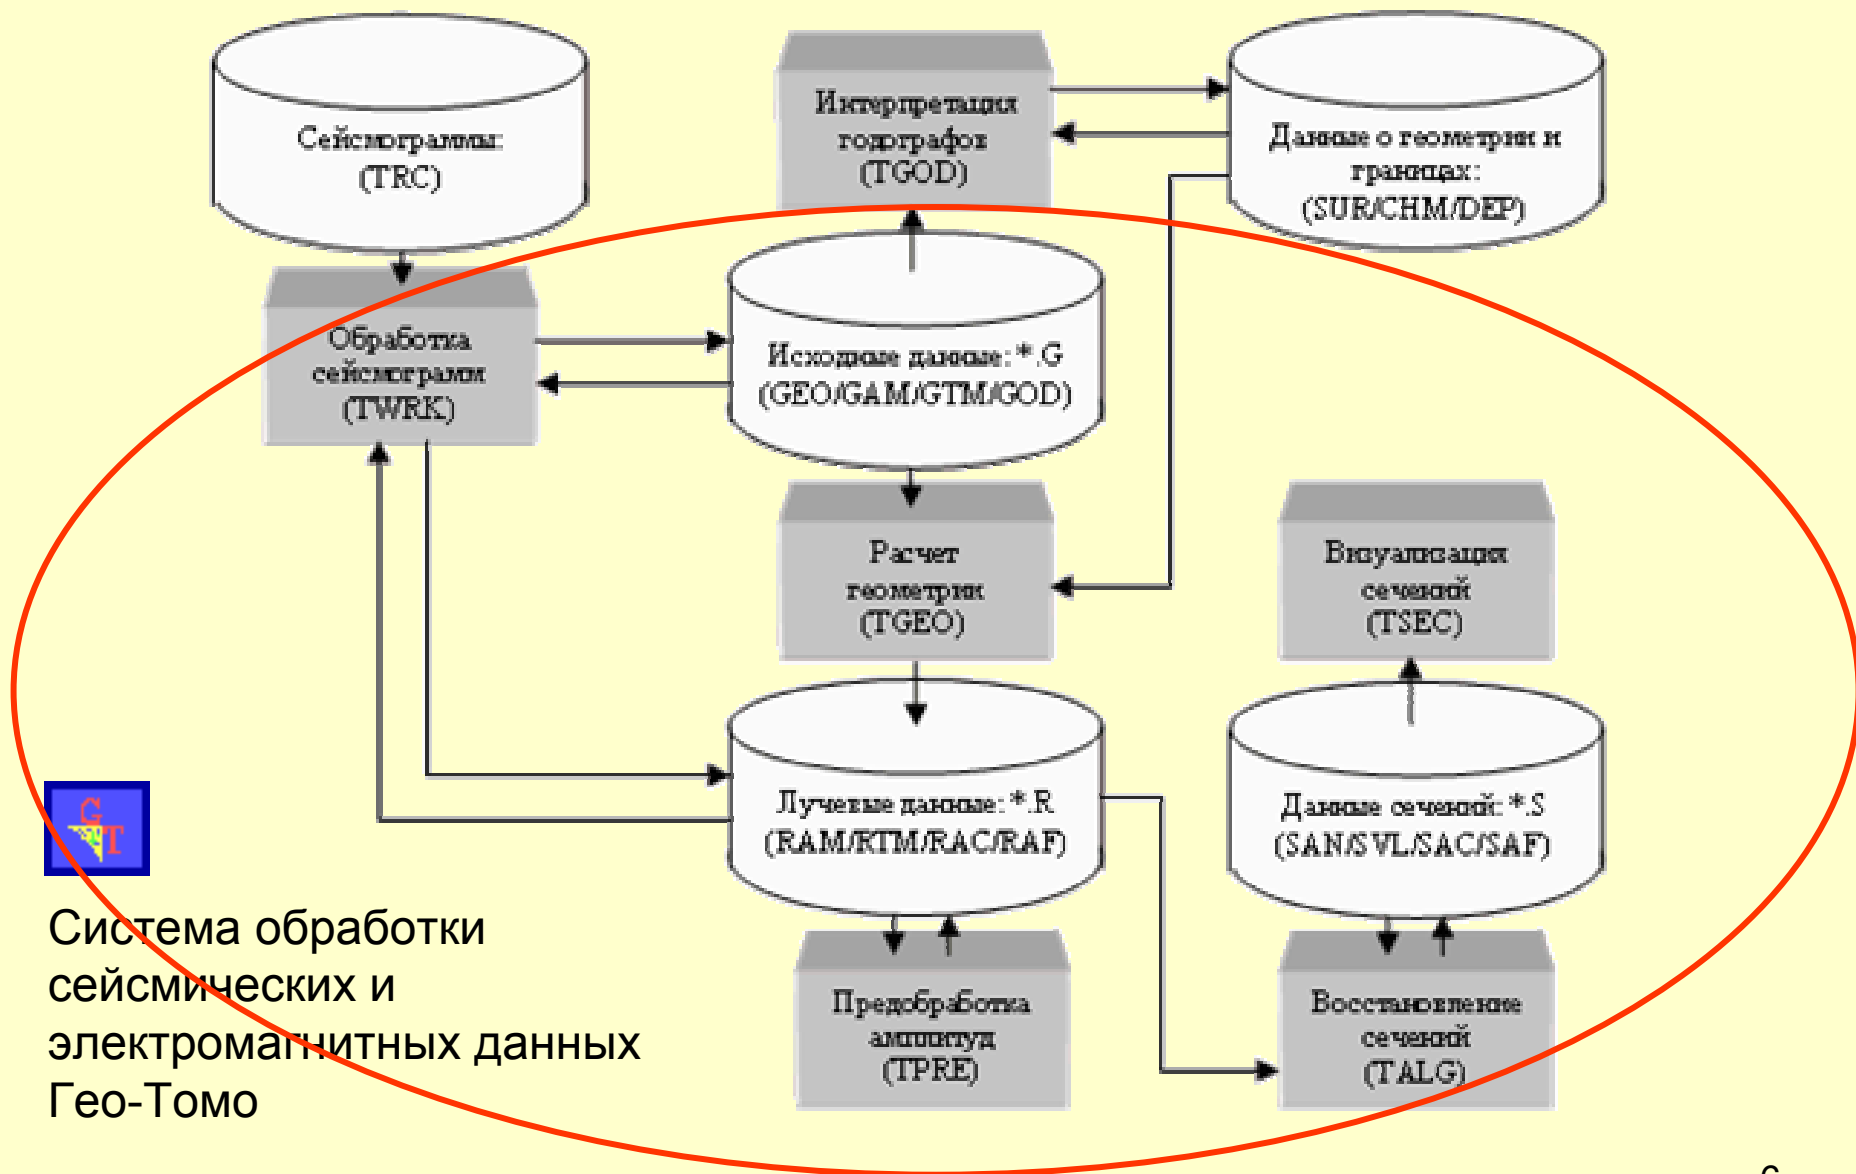 Сейсмограммы:
(TRC)
Интерпретация
годографов
(TGOD)
Данные о геометрии и
границах:
(SUR/CHM/DEP)
Обработка
сейсмограмм
(TWRK)
Исходные данные: *.G
(GEO/GAM/GTM/GOD)
Расчет
геометрии
(TGEO)
Визуализация
сечений
(TSEC)
Лучевые данные: *.R
(RAM/RTM/RAC/RAF)
Данные сечений: *.S
(SAN/SVL/SAC/SAF)
Предобработка
амплитуд
(TPRE)
Восстановление
сечений
(TALG)
G
T
Система обработки
сейсмических и
электромагнитных данных
Гео-Томо
6